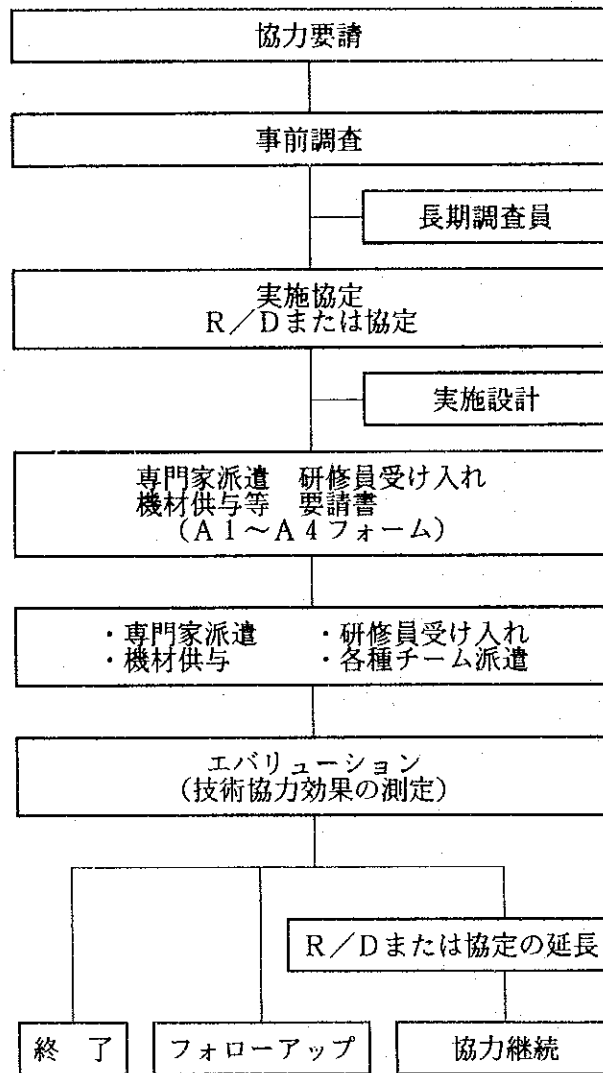 協力要請
事前調査
長期調査員
実施協定
R/Dまたは協定
実施設計
専門家派遣 研修員受け入れ
機材供与等 要請書
(A1~A4フォーム)
・専門家派遣 ・研修員受け入れ
・機材供与 ・各種チーム派遣
エバリューション
(技術協力効果の測定)
R/Dまたは協定の延長
終 了 フォローアップ 協力継続